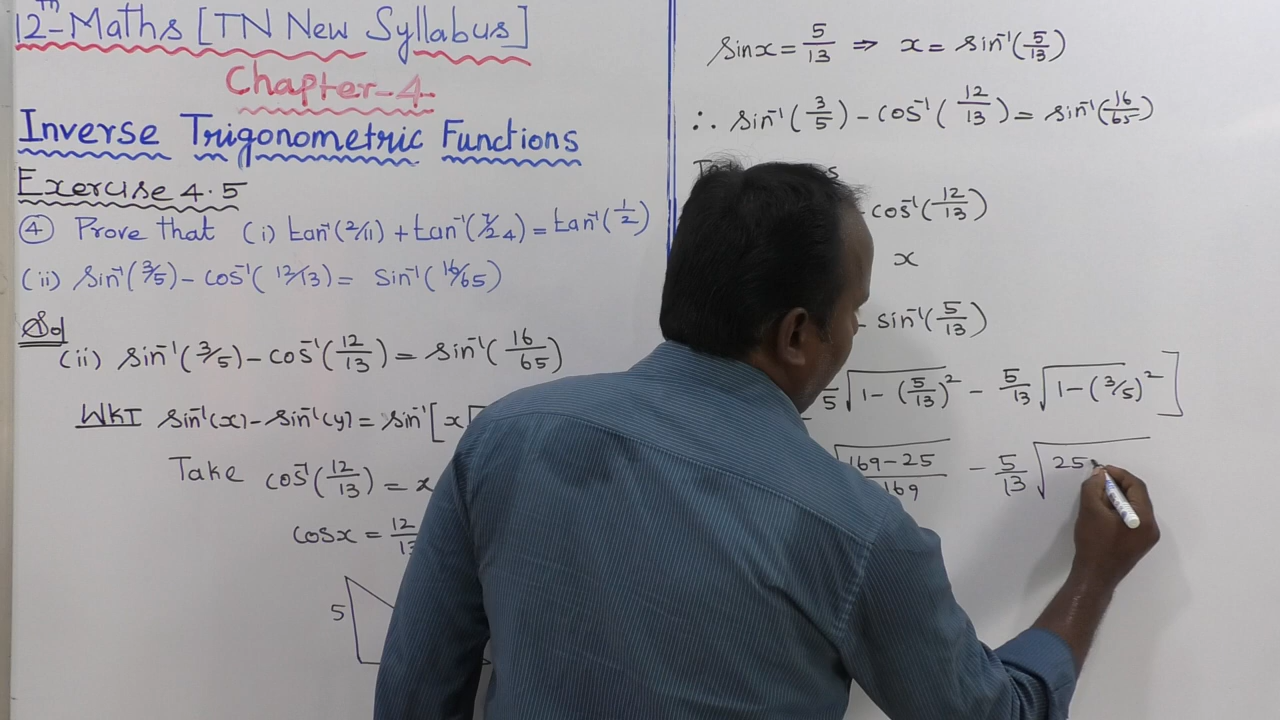 12th Maths [TN New Syllabus]
Chapter-4
Inverse Trigonometric Functions
Exercise 4.5
④ Prove that (i) tan⁻¹(2/11) + tan⁻¹(7/24) = tan⁻¹(1/2)
(ii) sin⁻¹(3/5) - cos⁻¹(12/13) = sin⁻¹(16/65)
Sol
(ii) sin⁻¹(3/5) - cos⁻¹(12/13) = sin⁻¹(16/65)
WKT sin⁻¹(x) - sin⁻¹(y) = sin⁻¹[x√
Take cos⁻¹(12/13) = x
cosx = 12/13
5
sinx = 5/13 ⇒ x = sin⁻¹(5/13)
∴ sin⁻¹(3/5) - cos⁻¹(12/13) = sin⁻¹(16/65)
- cos⁻¹(12/13)
x
- sin⁻¹(5/13)
/5 √(1-(5/13)²) - 5/13 √(1-(3/5)²) ]
√((169-25)/169) - 5/13 √(25